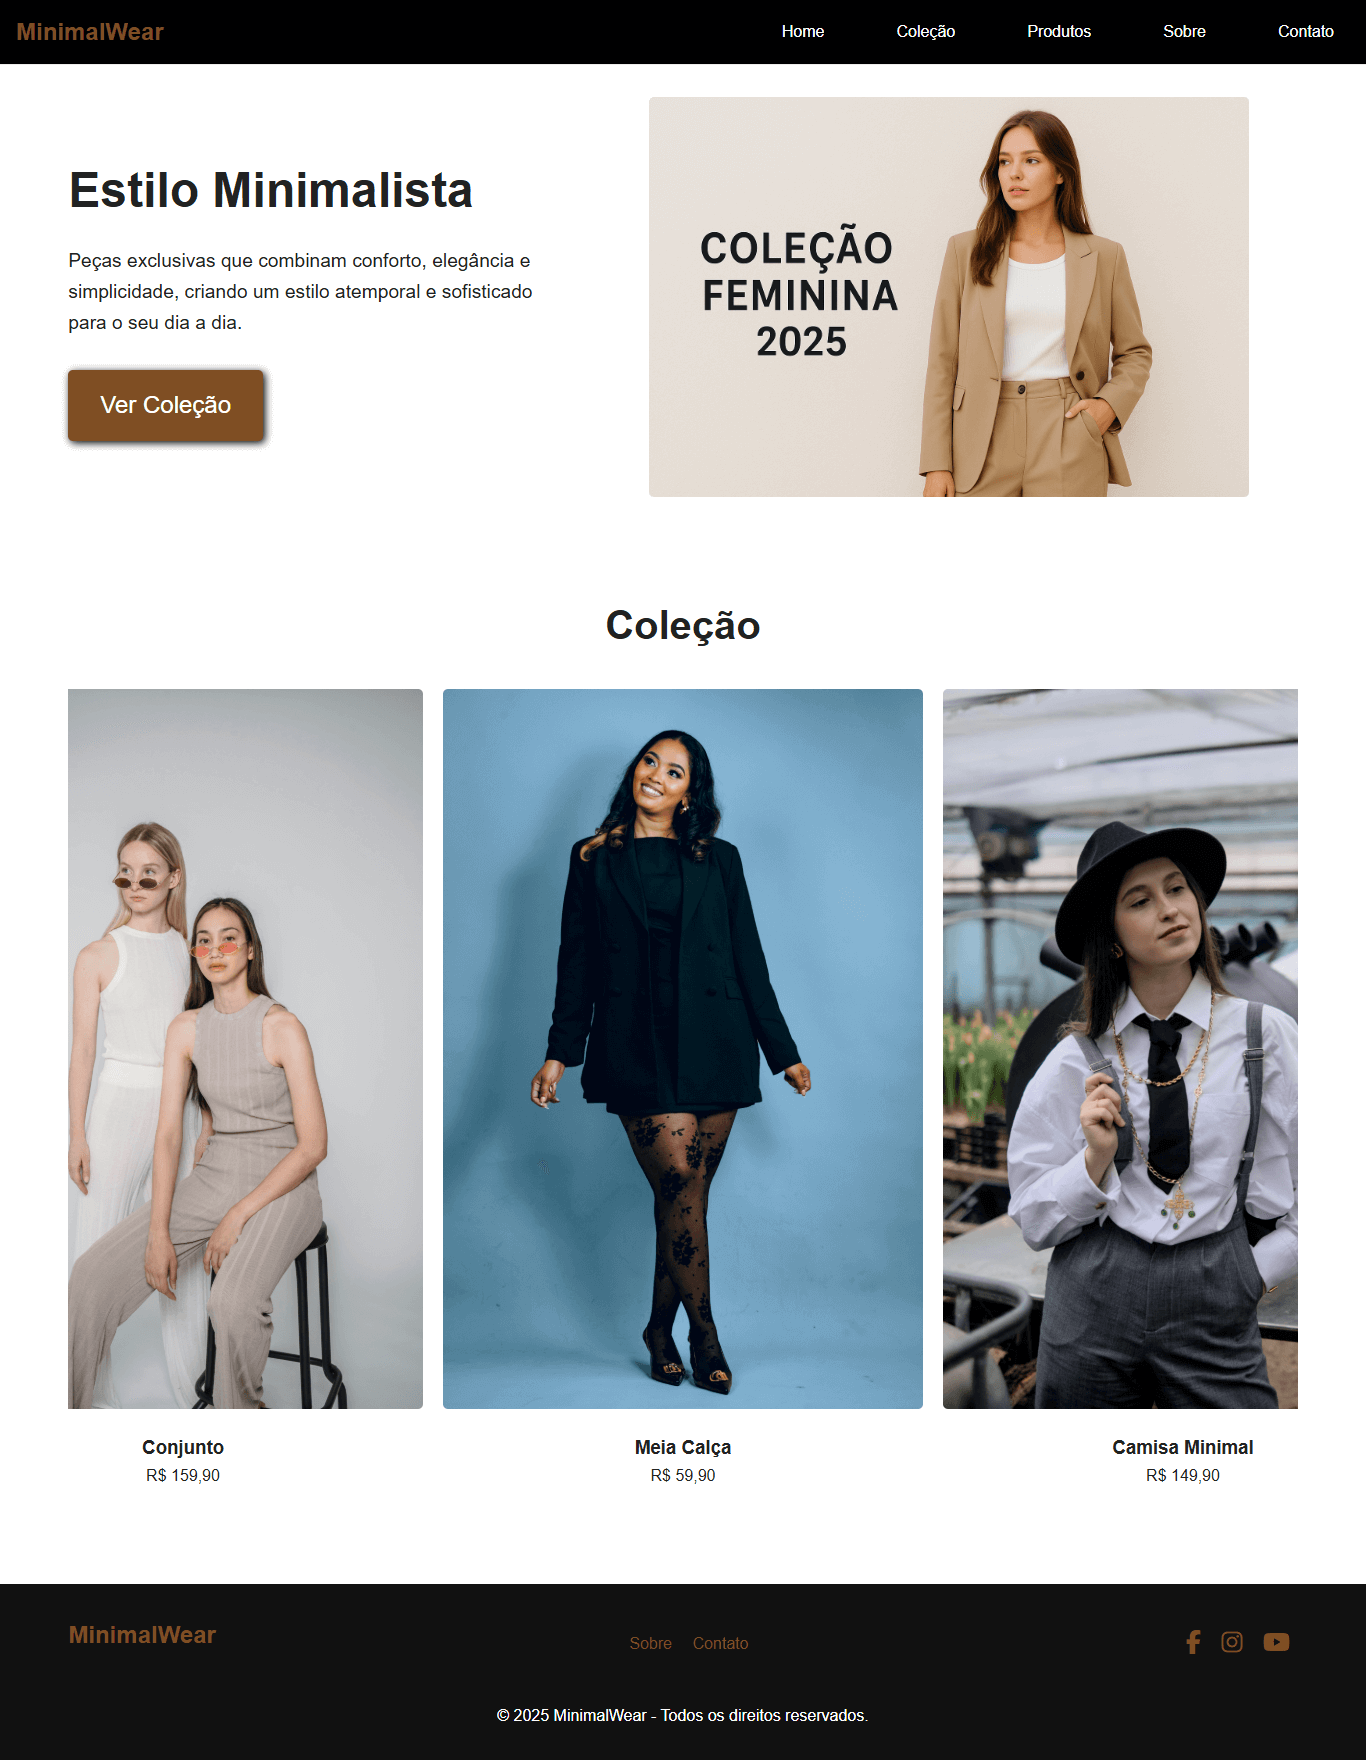 MinimalWear
Home Coleção Produtos Sobre Contato
Estilo Minimalista
Peças exclusivas que combinam conforto, elegância e
simplicidade, criando um estilo atemporal e sofisticado
para o seu dia a dia.
Ver Coleção
COLEÇÃO
FEMININA
2025
Coleção
Conjunto
R$ 159,90
Meia Calça
R$ 59,90
Camisa Minimal
R$ 149,90
MinimalWear
Sobre Contato
© 2025 MinimalWear - Todos os direitos reservados.